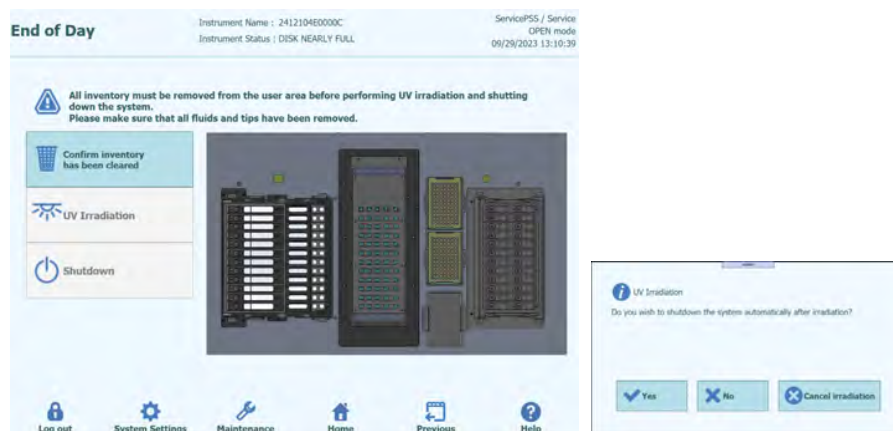 End of Day
Instrument Name : 2412104E0000C
Instrument Status : DISK NEARLY FULL
ServicePSS / Service
OPEN mode
09/29/2023 13:10:39
All inventory must be removed from the user area before performing UV irradiation and shutting
down the system.
Please make sure that all fluids and tips have been removed.
Confirm inventory
has been cleared
UV Irradiation
Shutdown
Log out
System Settings
Maintenance
Home
Previous
Help
UV Irradiation
Do you wish to shutdown the system automatically after irradiation?
Yes
No
Cancel irradiation